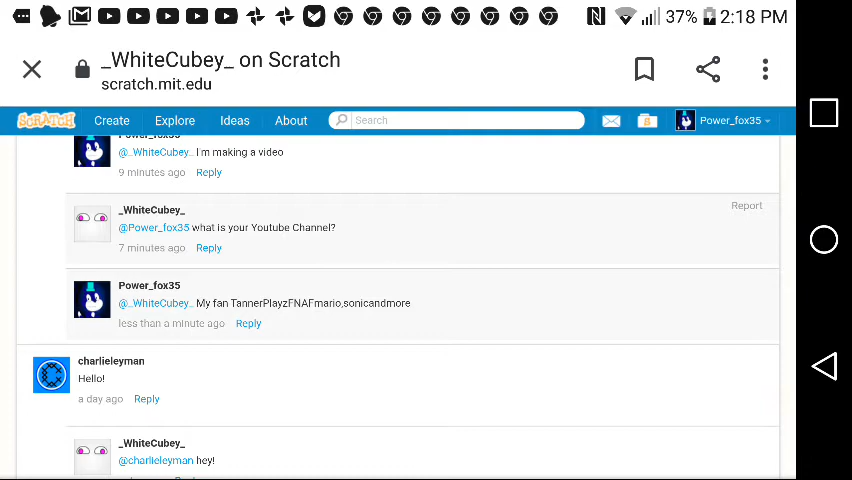 37% 2:18 PM
_WhiteCubey_ on Scratch
scratch.mit.edu
SCRATCH Create Explore Ideas About Search Power_fox35
Power_fox35
@_WhiteCubey_ I'm making a video
9 minutes ago Reply
_WhiteCubey_ Report
@Power_fox35 what is your Youtube Channel?
7 minutes ago Reply
Power_fox35
@_WhiteCubey_ My fan TannerPlayzFNAFmario,sonicandmore
less than a minute ago Reply
charlieleyman
Hello!
a day ago Reply
_WhiteCubey_
@charlieleyman hey!